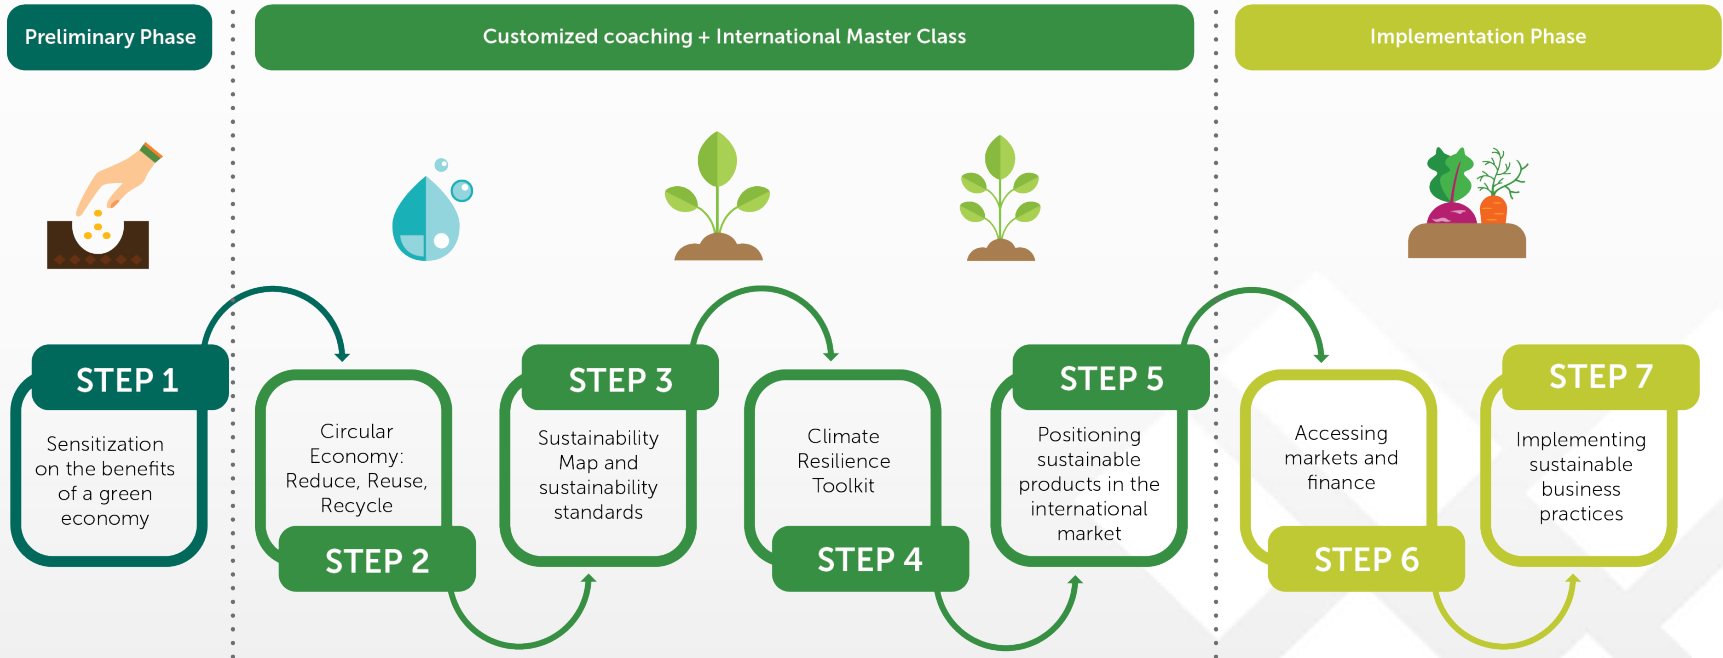 Preliminary Phase
Customized coaching + International Master Class
Implementation Phase
STEP 1
Sensitization
on the benefits
of a green
economy
Circular
Economy:
Reduce, Reuse,
Recycle
STEP 2
STEP 3
Sustainability
Map and
sustainability
standards
Climate
Resilience
Toolkit
STEP 4
STEP 5
Positioning
sustainable
products in the
international
market
Accessing
markets and
finance
STEP 6
STEP 7
Implementing
sustainable
business
practices